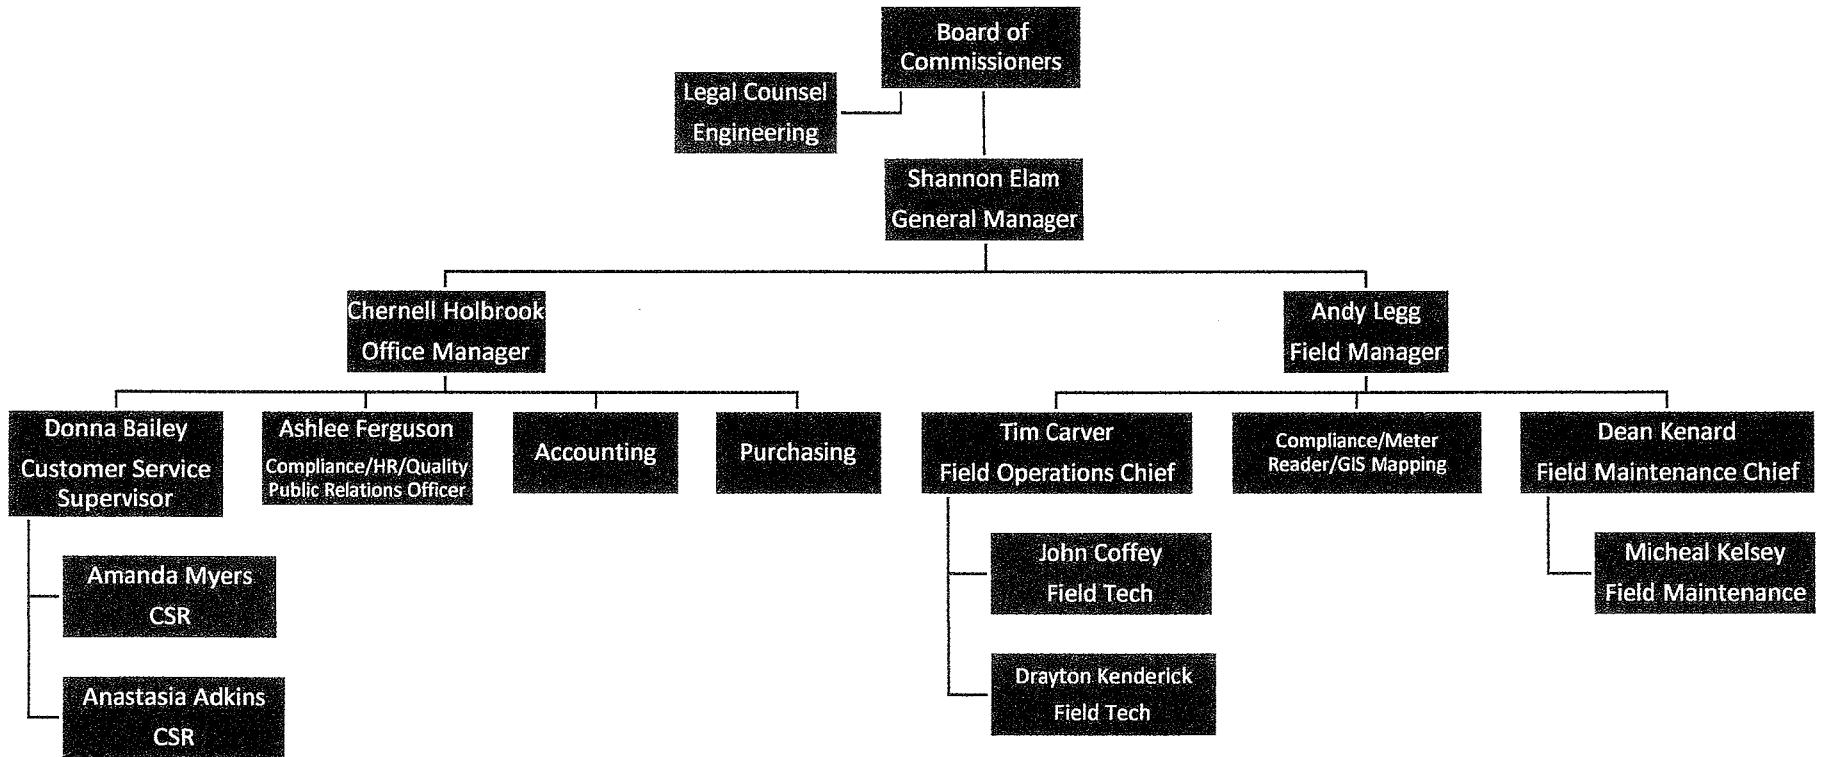 Board of
Commissioners
Legal Counsel
Engineering
Shannon Elam
General Manager
Chernell Holbrook
Office Manager
Andy Legg
Field Manager
Donna Bailey
Customer Service
Supervisor
Ashlee Ferguson
Compliance/HR/Quality
Public Relations Officer
Accounting
Purchasing
Tim Carver
Field Operations Chief
Compliance/Meter
Reader/GIS Mapping
Dean Kenard
Field Maintenance Chief
Amanda Myers
CSR
Anastasia Adkins
CSR
John Coffey
Field Tech
Drayton Kenderick
Field Tech
Micheal Kelsey
Field Maintenance